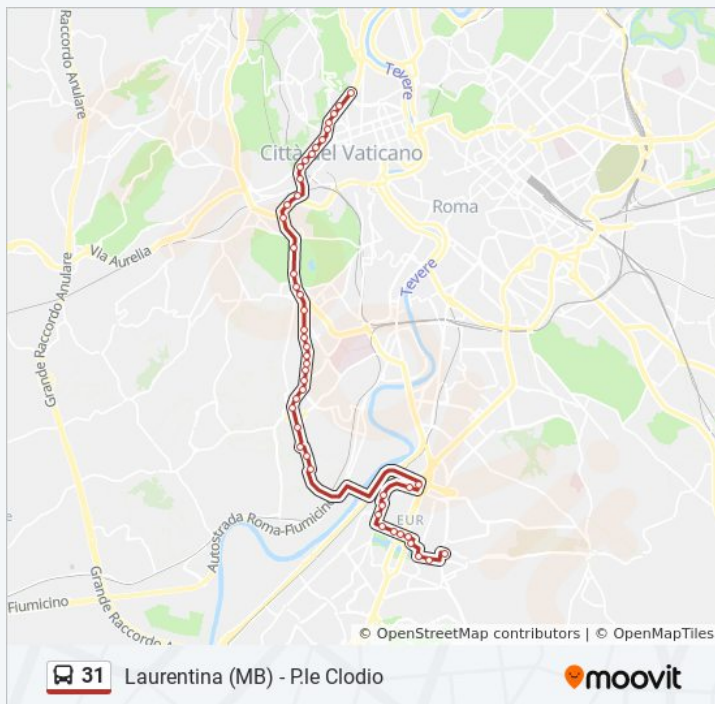 Raccordo Anulare
Tevere
Città del Vaticano
Roma
Via Aurelia
Tevere
Grande Raccordo Anulare
Autostrada Roma-Fiumicino
EUR
Fiumicino
Grande Raccordo A
© OpenStreetMap contributors | © OpenMapTiles
31 Laurentina (MB) - P.le Clodio
moovit